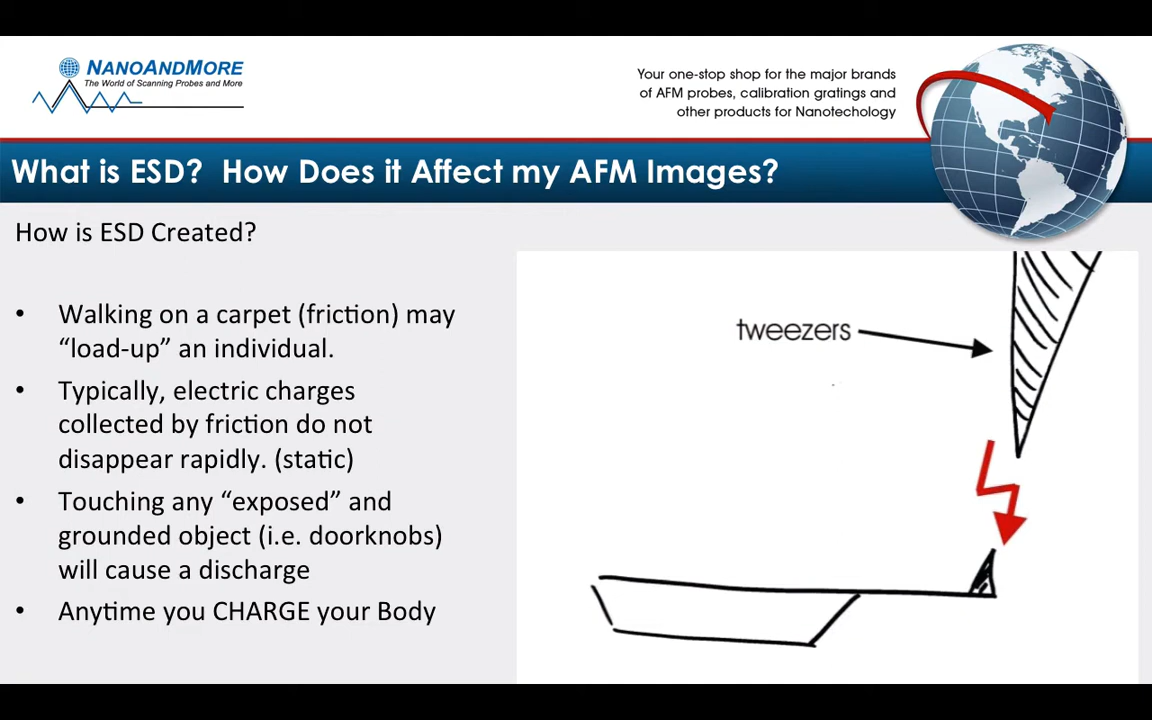 NANOANDMORE
The World of Scanning Probes and More
Your one-stop shop for the major brands
of AFM probes, calibration gratings and
other products for Nanotechology
What is ESD? How Does it Affect my AFM Images?
How is ESD Created?
• Walking on a carpet (friction) may
“load-up” an individual.
• Typically, electric charges
collected by friction do not
disappear rapidly. (static)
• Touching any “exposed” and
grounded object (i.e. doorknobs)
will cause a discharge
• Anytime you CHARGE your Body
tweezers